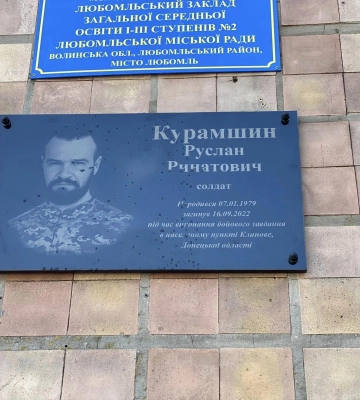 ЛЮБОМЛЬСЬКИЙ ЗАКЛАД
ЗАГАЛЬНОЇ СЕРЕДНЬОЇ
ОСВІТИ І-ІІІ СТУПЕНІВ №2
ЛЮБОМЛЬСЬКОЇ МІСЬКОЇ РАДИ
ВОЛИНСЬКА ОБЛ., ЛЮБОМЛЬСЬКИЙ РАЙОН,
МІСТО ЛЮБОМЛЬ
Курамшин
Руслан
Ринатович
солдат
Народився 07.01.1979
загинув 16.09.2022
під час виконання бойового завдання
в населеному пункті Клинове,
Донецької області